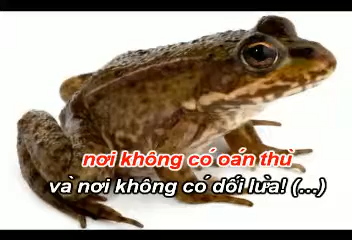 nơi không có oán thù
và nơi không có dối lừa! (...)